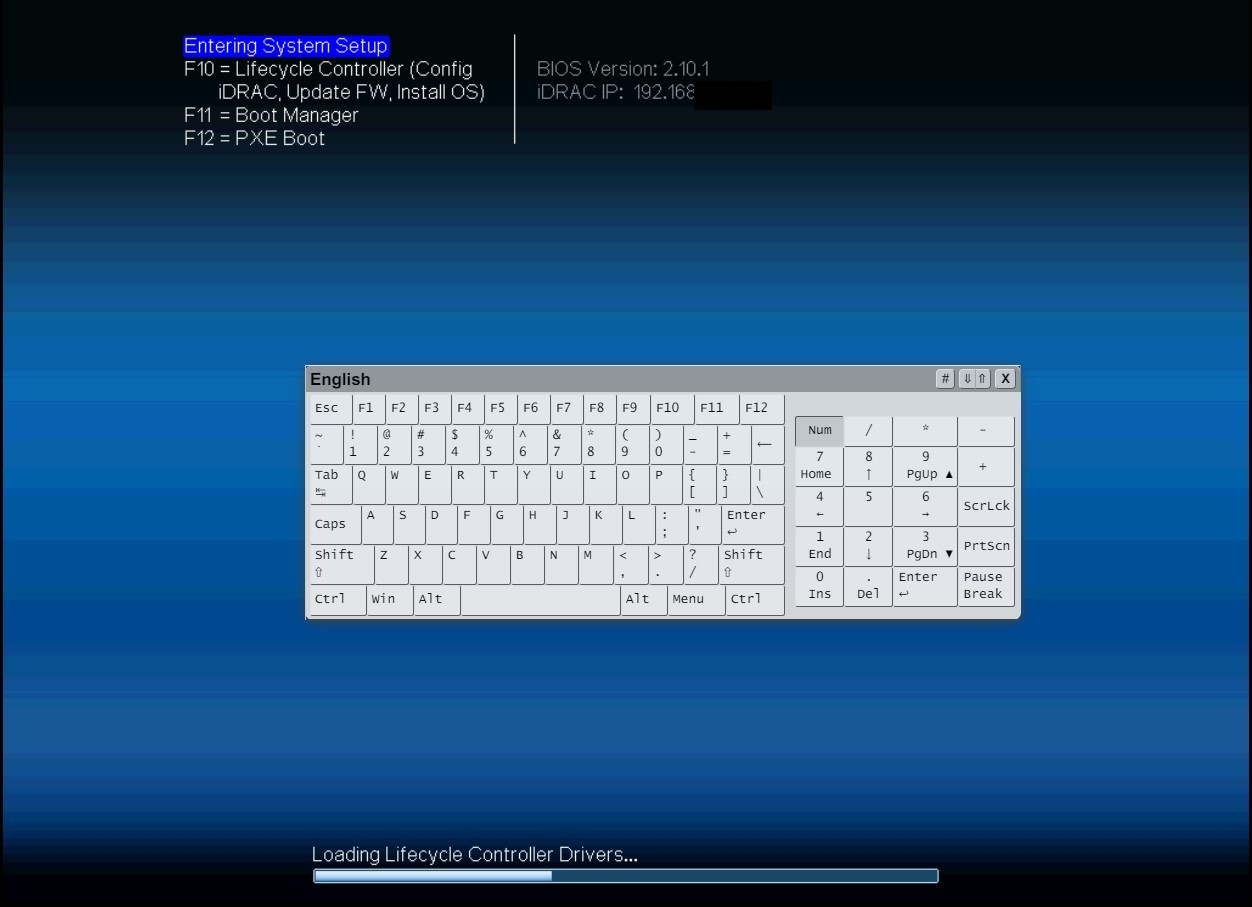 Entering System Setup
F10 = Lifecycle Controller (Config
iDRAC, Update FW, Install OS)
F11 = Boot Manager
F12 = PXE Boot
BIOS Version: 2.10.1
iDRAC IP: 192.168
English # ⇓ ⇑ X
Esc F1 F2 F3 F4 F5 F6 F7 F8 F9 F10 F11 F12
~ ! @ # $ % ^ & * ( ) _ +
` 1 2 3 4 5 6 7 8 9 0 - = ←
Tab Q W E R T Y U I O P { } |
↹ [ ] \
Caps A S D F G H J K L : " Enter
; ' ↩
Shift Z X C V B N M < > ? Shift
⇧ , . / ⇧
Ctrl Win Alt Alt Menu Ctrl
Num / * -
7 8 9 +
Home ↑ PgUp ▲
4 5 6 ScrLck
← →
1 2 3 PrtScn
End ↓ PgDn ▼
0 . Enter Pause
Ins Del ↩ Break
Loading Lifecycle Controller Drivers...